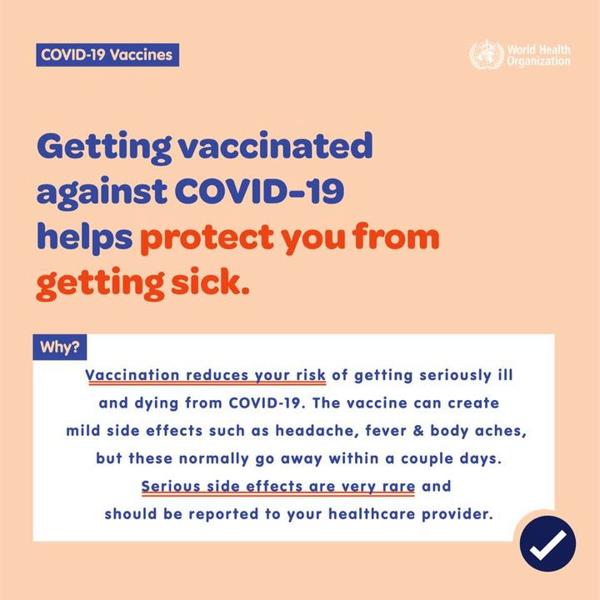 COVID-19 Vaccines
World Health
Organization
Getting vaccinated
against COVID-19
helps protect you from
getting sick.
Why?
Vaccination reduces your risk of getting seriously ill
and dying from COVID-19. The vaccine can create
mild side effects such as headache, fever & body aches,
but these normally go away within a couple days.
Serious side effects are very rare and
should be reported to your healthcare provider.